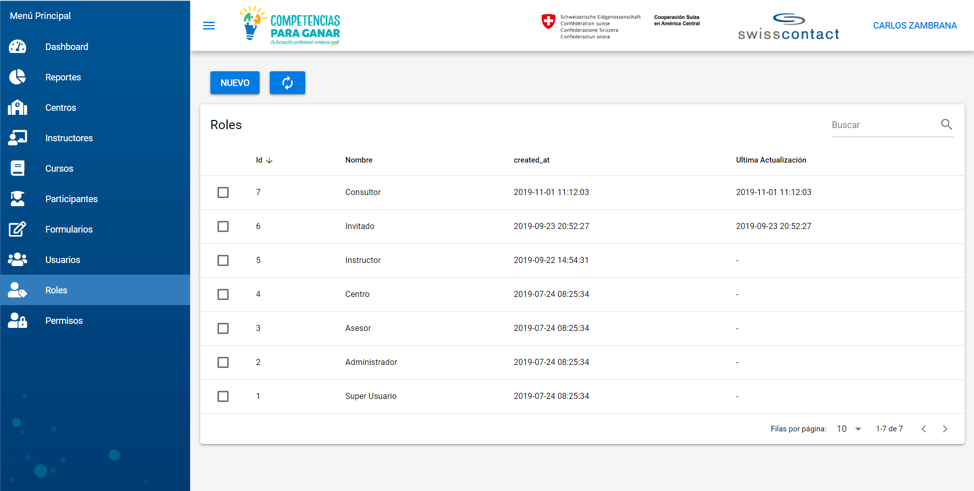 Menú Principal
Dashboard
Reportes
Centros
Instructores
Cursos
Participantes
Formularios
Usuarios
Roles
Permisos
COMPETENCIAS
PARA GANAR
¡Tu formación profesional comienza aquí!
Schweizerische Eidgenossenschaft
Confédération suisse
Confederazione Svizzera
Confederaziun svizra
Cooperación Suiza
en América Central
swisscontact
CARLOS ZAMBRANA
NUEVO
Roles
Buscar
Id Nombre created_at Ultima Actualización
7 Consultor 2019-11-01 11:12:03 2019-11-01 11:12:03
6 Invitado 2019-09-23 20:52:27 2019-09-23 20:52:27
5 Instructor 2019-09-22 14:54:31 -
4 Centro 2019-07-24 08:25:34 -
3 Asesor 2019-07-24 08:25:34 -
2 Administrador 2019-07-24 08:25:34 -
1 Super Usuario 2019-07-24 08:25:34 -
Filas por página: 10 1-7 de 7